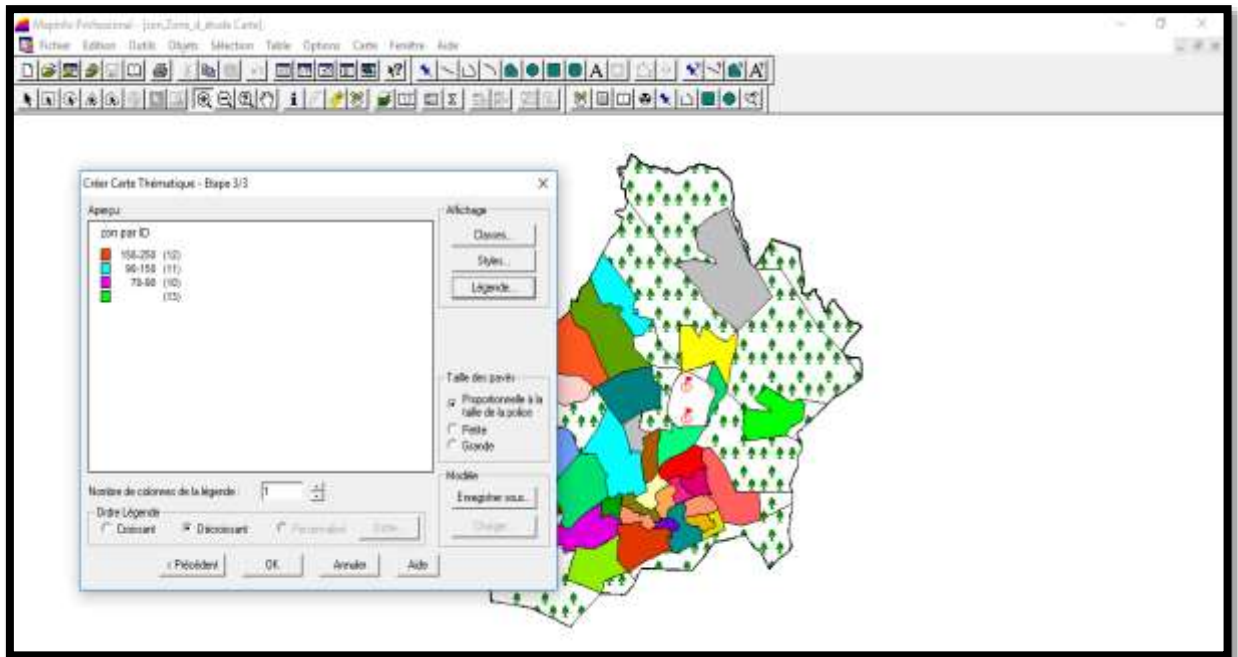 MapInfo Professional - [zon,Zone_d_étude Carte]
Fichier Edition Outils Objets Sélection Table Options Carte Fenêtre Aide
Créer Carte Thématique - Etape 3/3
Aperçu
zon par ID
150-250 (12)
90-150 (11)
70-90 (10)
(13)
Affichage
Classes...
Styles...
Légende...
Taille des pavés
Proportionnelle à la
taille de la police
Petite
Grande
Nombre de colonnes de la légende :
1
Ordre Légende
Croissant
Décroissant
Personnalisé
Modèle
Enregistrer sous...
Charger...
< Précédent
OK
Annuler
Aide